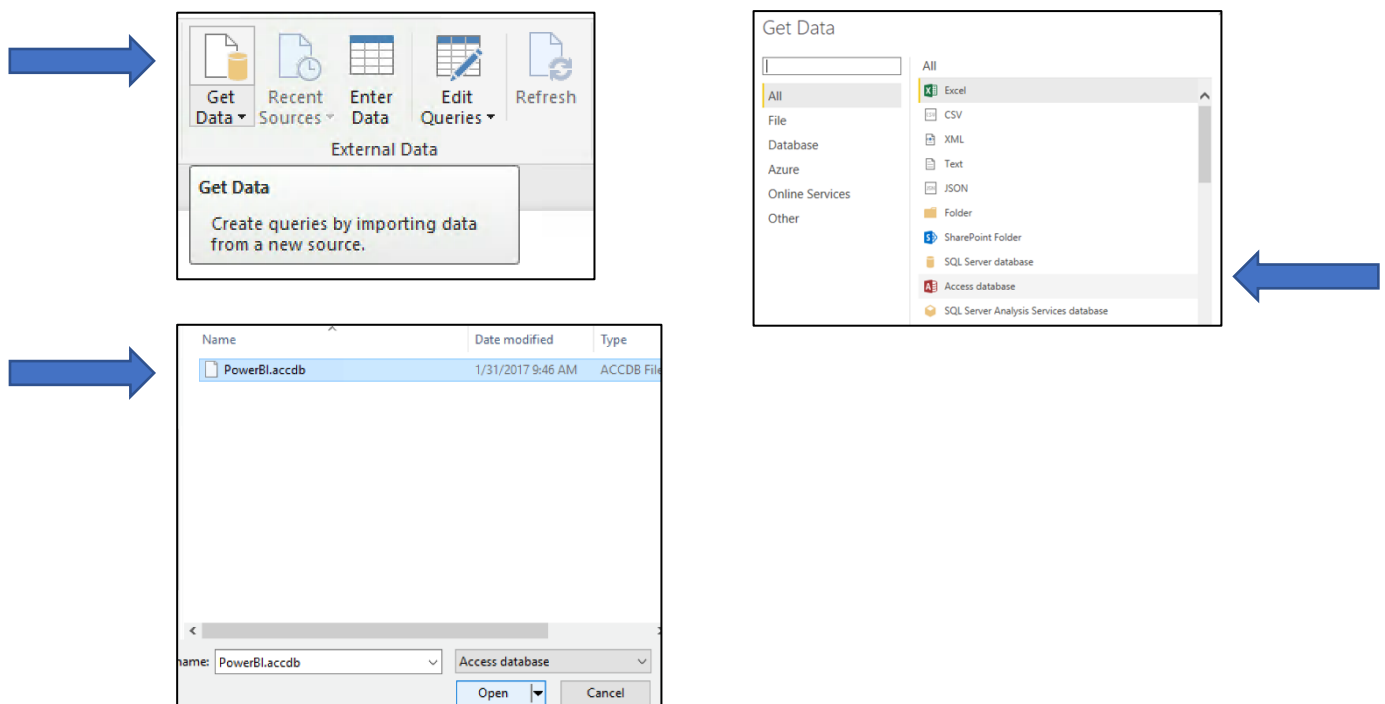 Get Data
Recent Sources
Enter Data
Edit Queries
Refresh
External Data
Get Data
Create queries by importing data
from a new source.
Get Data
All
File
Database
Azure
Online Services
Other
All
Excel
CSV
XML
Text
JSON
Folder
SharePoint Folder
SQL Server database
Access database
SQL Server Analysis Services database
Name Date modified Type
PowerBI.accdb 1/31/2017 9:46 AM ACCDB File
name: PowerBI.accdb Access database
Open Cancel